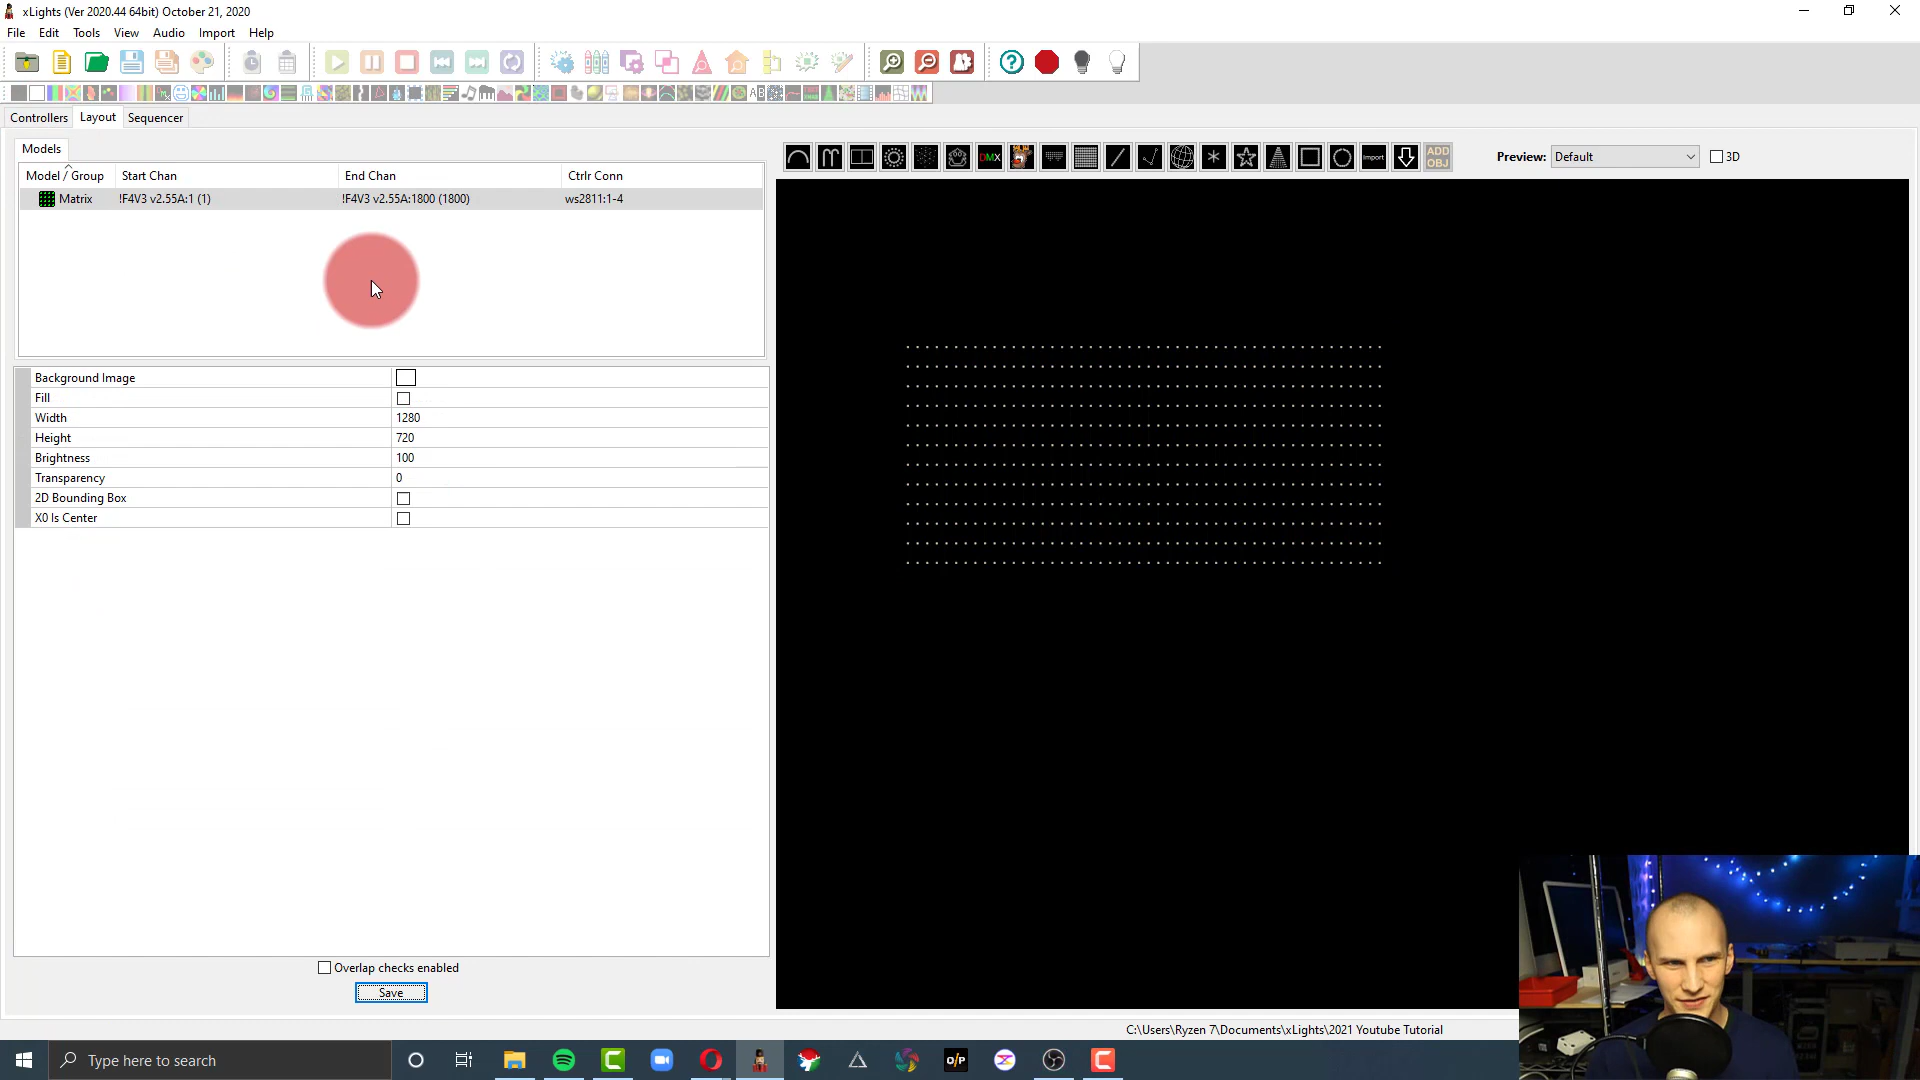 xLights (Ver 2020.44 64bit) October 21, 2020
File Edit Tools View Audio Import Help
Controllers Layout Sequencer
Models
Model / Group Start Chan End Chan Ctrlr Conn
Matrix !F4V3 v2.55A:1 (1) !F4V3 v2.55A:1800 (1800) ws2811:1-4
DMX Import ADD OBJ Preview: Default 3D
Background Image
Fill
Width 1280
Height 720
Brightness 100
Transparency 0
2D Bounding Box
X0 Is Center
Overlap checks enabled
Save
C:\Users\Ryzen 7\Documents\xLights\2021 Youtube Tutorial
Type here to search
O/P